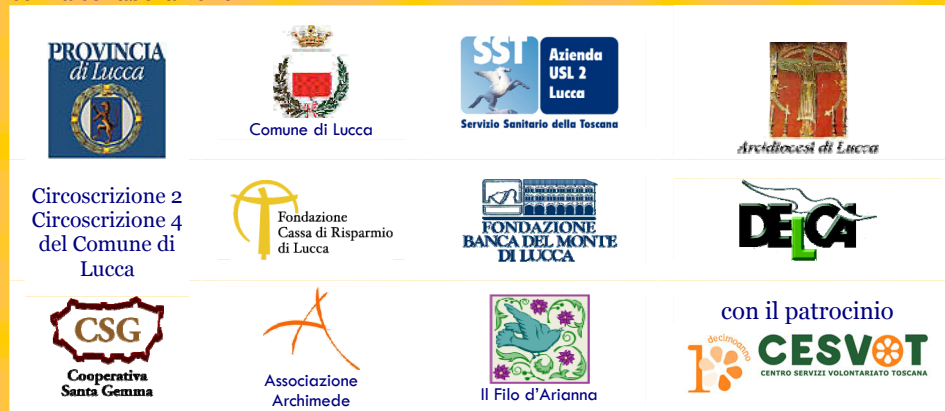 PROVINCIA
di Lucca
Comune di Lucca
SST
Azienda
USL 2
Lucca
Servizio Sanitario della Toscana
Arcidiocesi di Lucca
Circoscrizione 2
Circoscrizione 4
del Comune di
Lucca
Fondazione
Cassa di Risparmio
di Lucca
FONDAZIONE
BANCA DEL MONTE
DI LUCCA
DELCA
CSG
Cooperativa
Santa Gemma
Associazione
Archimede
Il Filo d'Arianna
con il patrocinio
decimoanno
CESVOT
CENTRO SERVIZI VOLONTARIATO TOSCANA